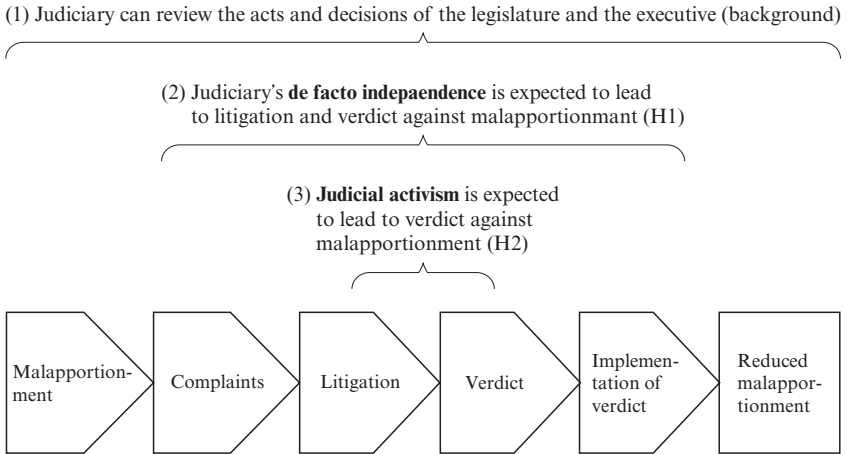 (1) Judiciary can review the acts and decisions of the legislature and the executive (background)
(2) Judiciary's de facto indepaendence is expected to lead
to litigation and verdict against malapportionmant (H1)
(3) Judicial activism is expected
to lead to verdict against
malapportionment (H2)
Malapportion-
ment
Complaints
Litigation
Verdict
Implemen-
tation of
verdict
Reduced
malappor-
tionment